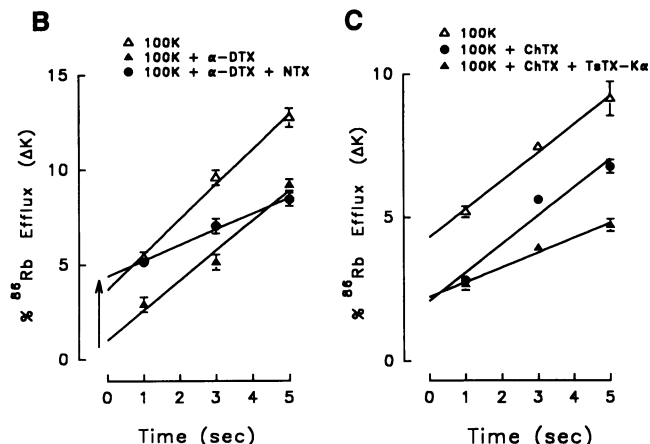 B
△ 100K
▲ 100K + α-DTX
● 100K + α-DTX + NTX
15
10
5
0
% ⁸⁶Rb Efflux (ΔK)
0 1 2 3 4 5
Time (sec)
C
△ 100K
● 100K + ChTX
▲ 100K + ChTX + TsTX-Kα
10
5
0
% ⁸⁶Rb Efflux (ΔK)
0 1 2 3 4 5
Time (sec)